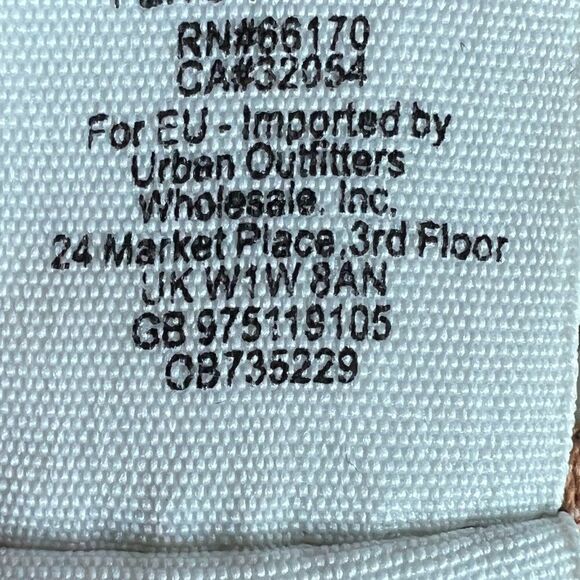 RN#66170
CA#32054
For EU - Imported by
Urban Outfitters
Wholesale, Inc,
24 Market Place,3rd Floor
UK W1W 8AN
GB 975119105
OB735229